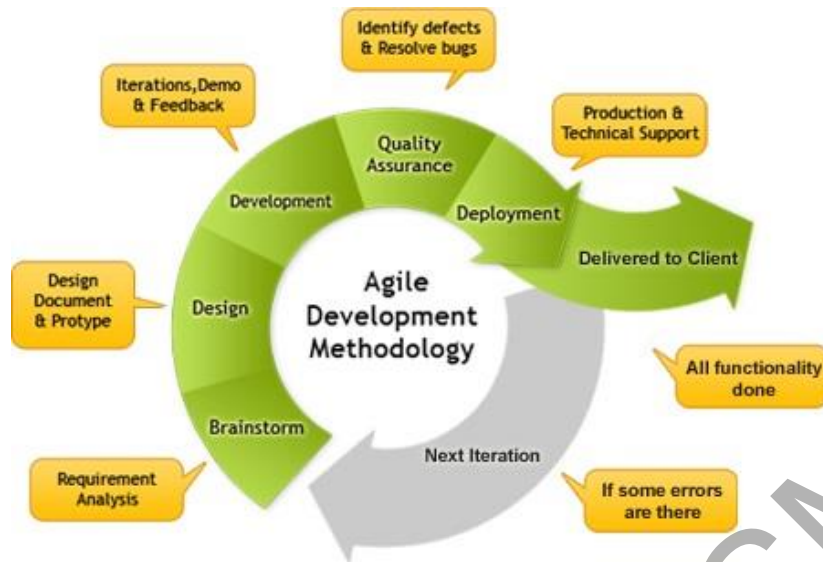 Identify defects
& Resolve bugs
Iterations,Demo
& Feedback
Production &
Technical Support
Quality
Assurance
Development
Deployment
Delivered to Client
Design
Document
& Protype
Design
Agile
Development
Methodology
All functionality
done
Brainstorm
Next Iteration
Requirement
Analysis
If some errors
are there